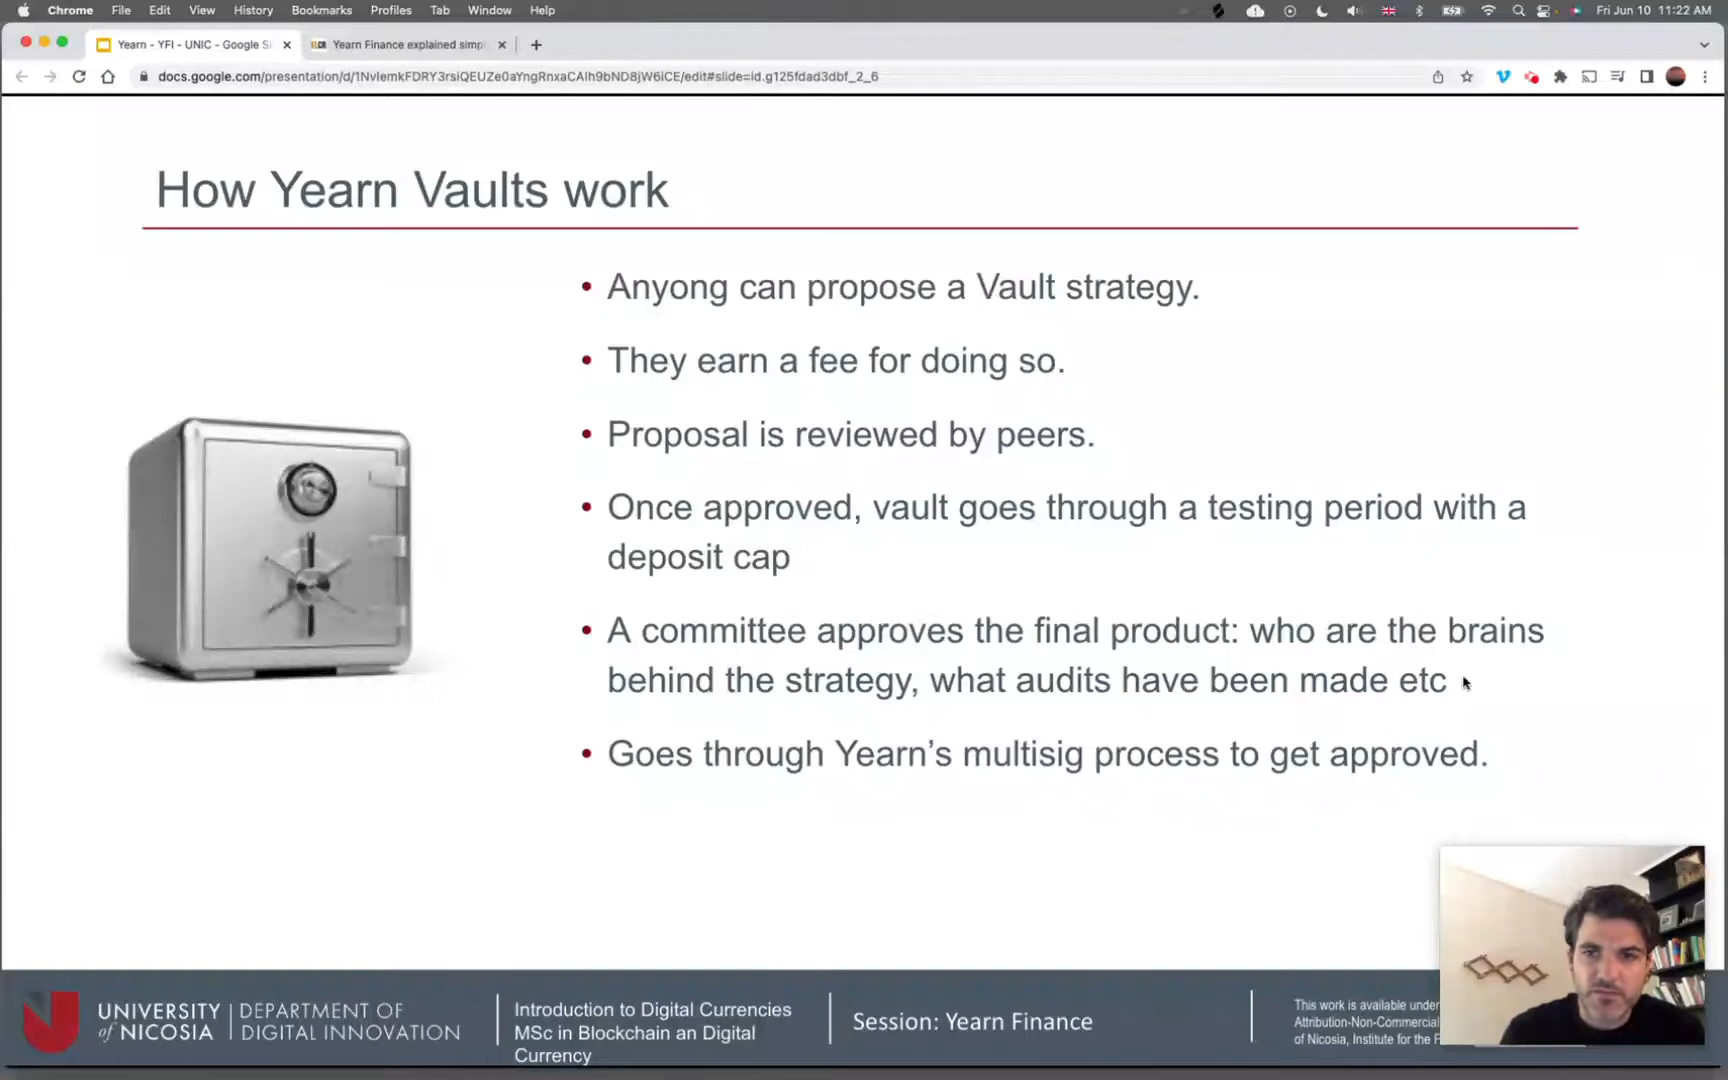 Chrome File Edit View History Bookmarks Profiles Tab Window Help Fri Jun 10 11:22 AM
Yearn - YFI - UNIC - Google Sl Yearn Finance explained simpl
docs.google.com/presentation/d/1NvlemkFDRY3rsiQEUZe0aYngRnxaCAlh9bND8jW6lCE/edit#slide=id.g125fdad3dbf_2_6
How Yearn Vaults work
• Anyong can propose a Vault strategy.
• They earn a fee for doing so.
• Proposal is reviewed by peers.
• Once approved, vault goes through a testing period with a
deposit cap
• A committee approves the final product: who are the brains
behind the strategy, what audits have been made etc
• Goes through Yearn’s multisig process to get approved.
UNIVERSITY
of NICOSIA
DEPARTMENT OF
DIGITAL INNOVATION
Introduction to Digital Currencies
MSc in Blockchain an Digital
Currency
Session: Yearn Finance
This work is available under
Attribution-Non-Commercial
of Nicosia, Institute for the F